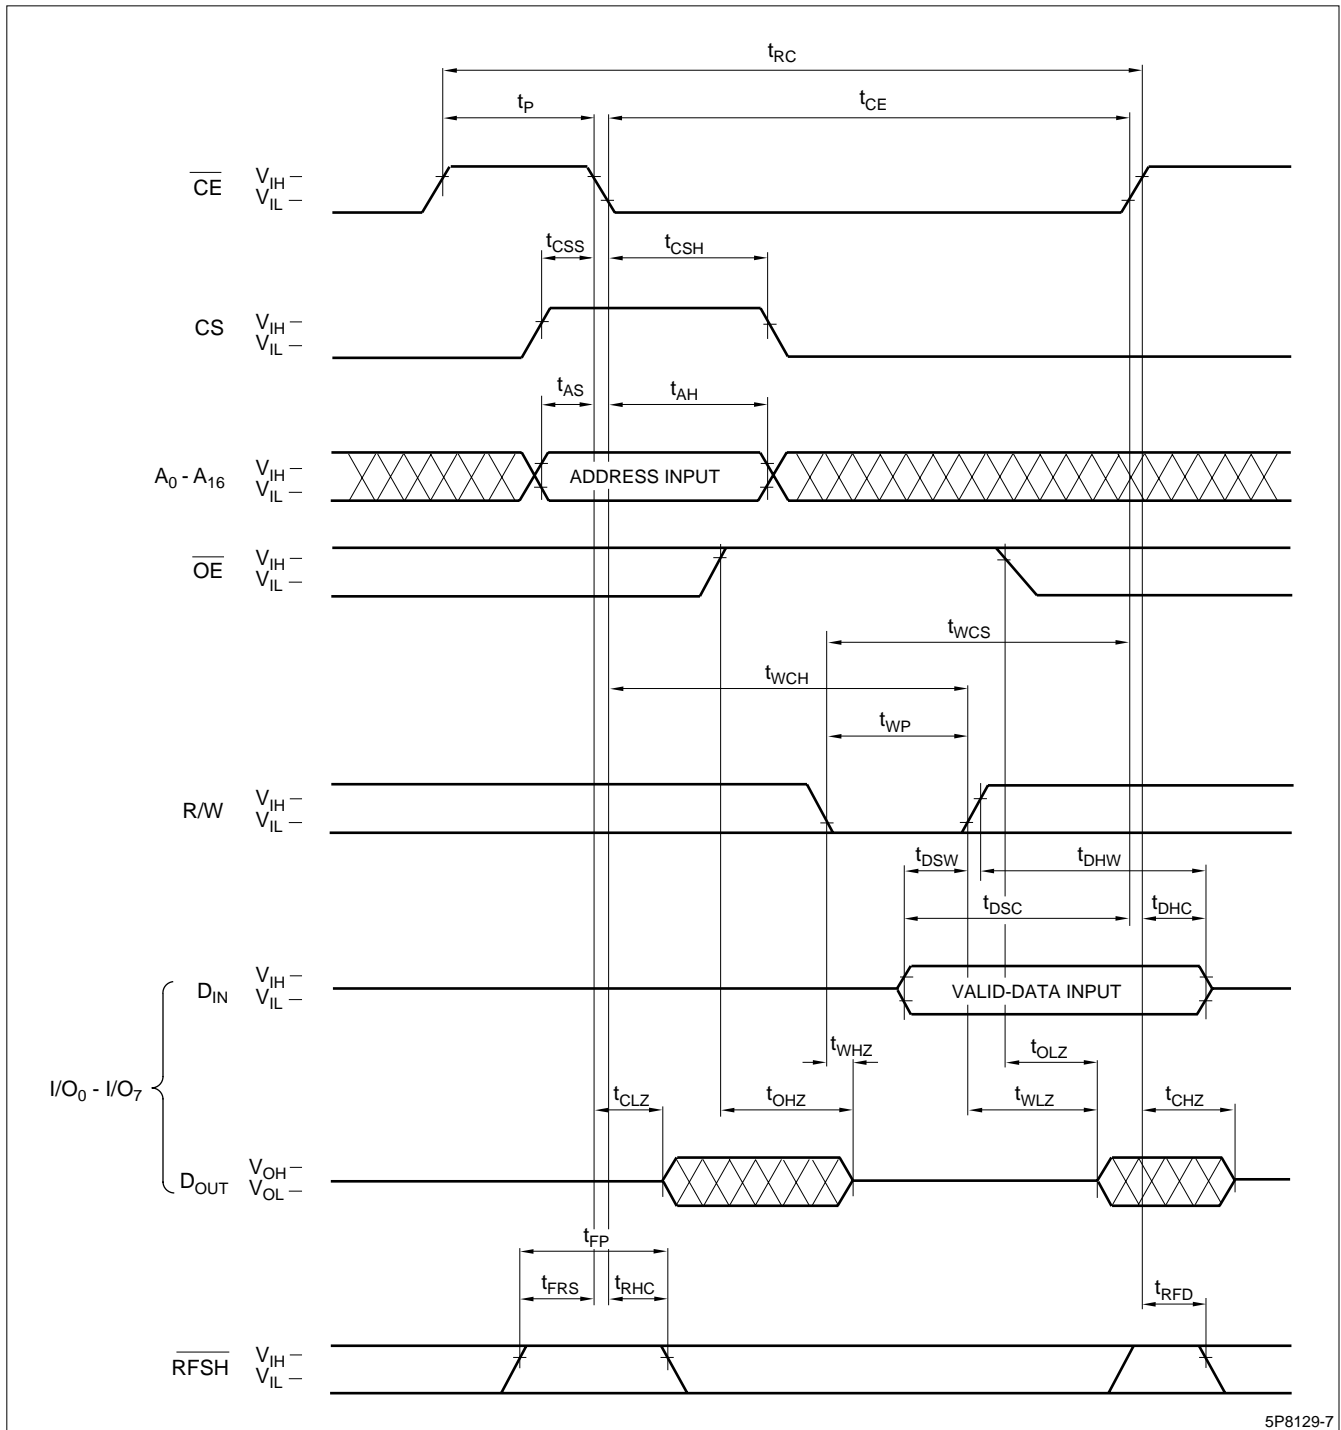 tRC
tP
tCE
CE VIH
VIL
tCSS
tCSH
CS VIH
VIL
tAS
tAH
A0 - A16 VIH
VIL
ADDRESS INPUT
OE VIH
VIL
tWCS
tWCH
tWP
R/W VIH
VIL
tDSW
tDHW
tDSC
tDHC
DIN VIH
VIL
VALID-DATA INPUT
tWHZ
tOLZ
I/O0 - I/O7
tCLZ
tOHZ
tWLZ
tCHZ
DOUT VOH
VOL
tFP
tFRS
tRHC
tRFD
RFSH VIH
VIL
5P8129-7